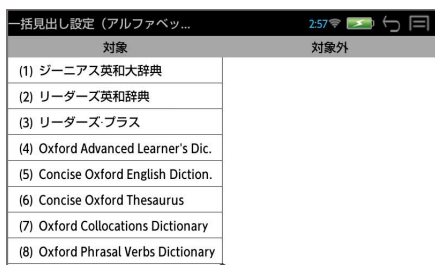 一括見出し設定（アルファベッ...
2:57
対象
対象外
(1) ジーニアス英和大辞典
(2) リーダーズ英和辞典
(3) リーダーズ·プラス
(4) Oxford Advanced Learner's Dic.
(5) Concise Oxford English Diction.
(6) Concise Oxford Thesaurus
(7) Oxford Collocations Dictionary
(8) Oxford Phrasal Verbs Dictionary